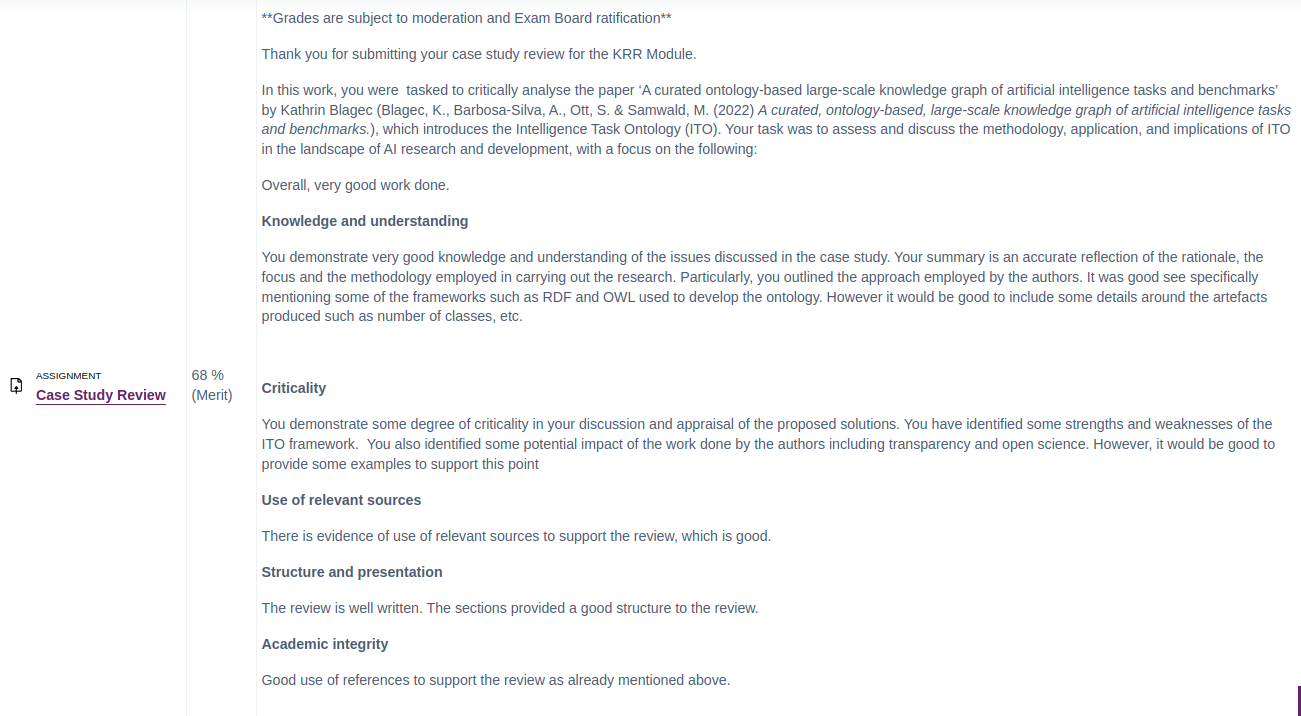 **Grades are subject to moderation and Exam Board ratification**
Thank you for submitting your case study review for the KRR Module.
In this work, you were  tasked to critically analyse the paper ‘A curated ontology-based large-scale knowledge graph of artificial intelligence tasks and benchmarks’
by Kathrin Blagec (Blagec, K., Barbosa-Silva, A., Ott, S. & Samwald, M. (2022) A curated, ontology-based, large-scale knowledge graph of artificial intelligence tasks
and benchmarks.), which introduces the Intelligence Task Ontology (ITO). Your task was to assess and discuss the methodology, application, and implications of ITO
in the landscape of AI research and development, with a focus on the following:
Overall, very good work done.
Knowledge and understanding
You demonstrate very good knowledge and understanding of the issues discussed in the case study. Your summary is an accurate reflection of the rationale, the
focus and the methodology employed in carrying out the research. Particularly, you outlined the approach employed by the authors. It was good see specifically
mentioning some of the frameworks such as RDF and OWL used to develop the ontology. However it would be good to include some details around the artefacts
produced such as number of classes, etc.
ASSIGNMENT
Case Study Review
68 %
(Merit)
Criticality
You demonstrate some degree of criticality in your discussion and appraisal of the proposed solutions. You have identified some strengths and weaknesses of the
ITO framework.  You also identified some potential impact of the work done by the authors including transparency and open science. However, it would be good to
provide some examples to support this point
Use of relevant sources
There is evidence of use of relevant sources to support the review, which is good.
Structure and presentation
The review is well written. The sections provided a good structure to the review.
Academic integrity
Good use of references to support the review as already mentioned above.